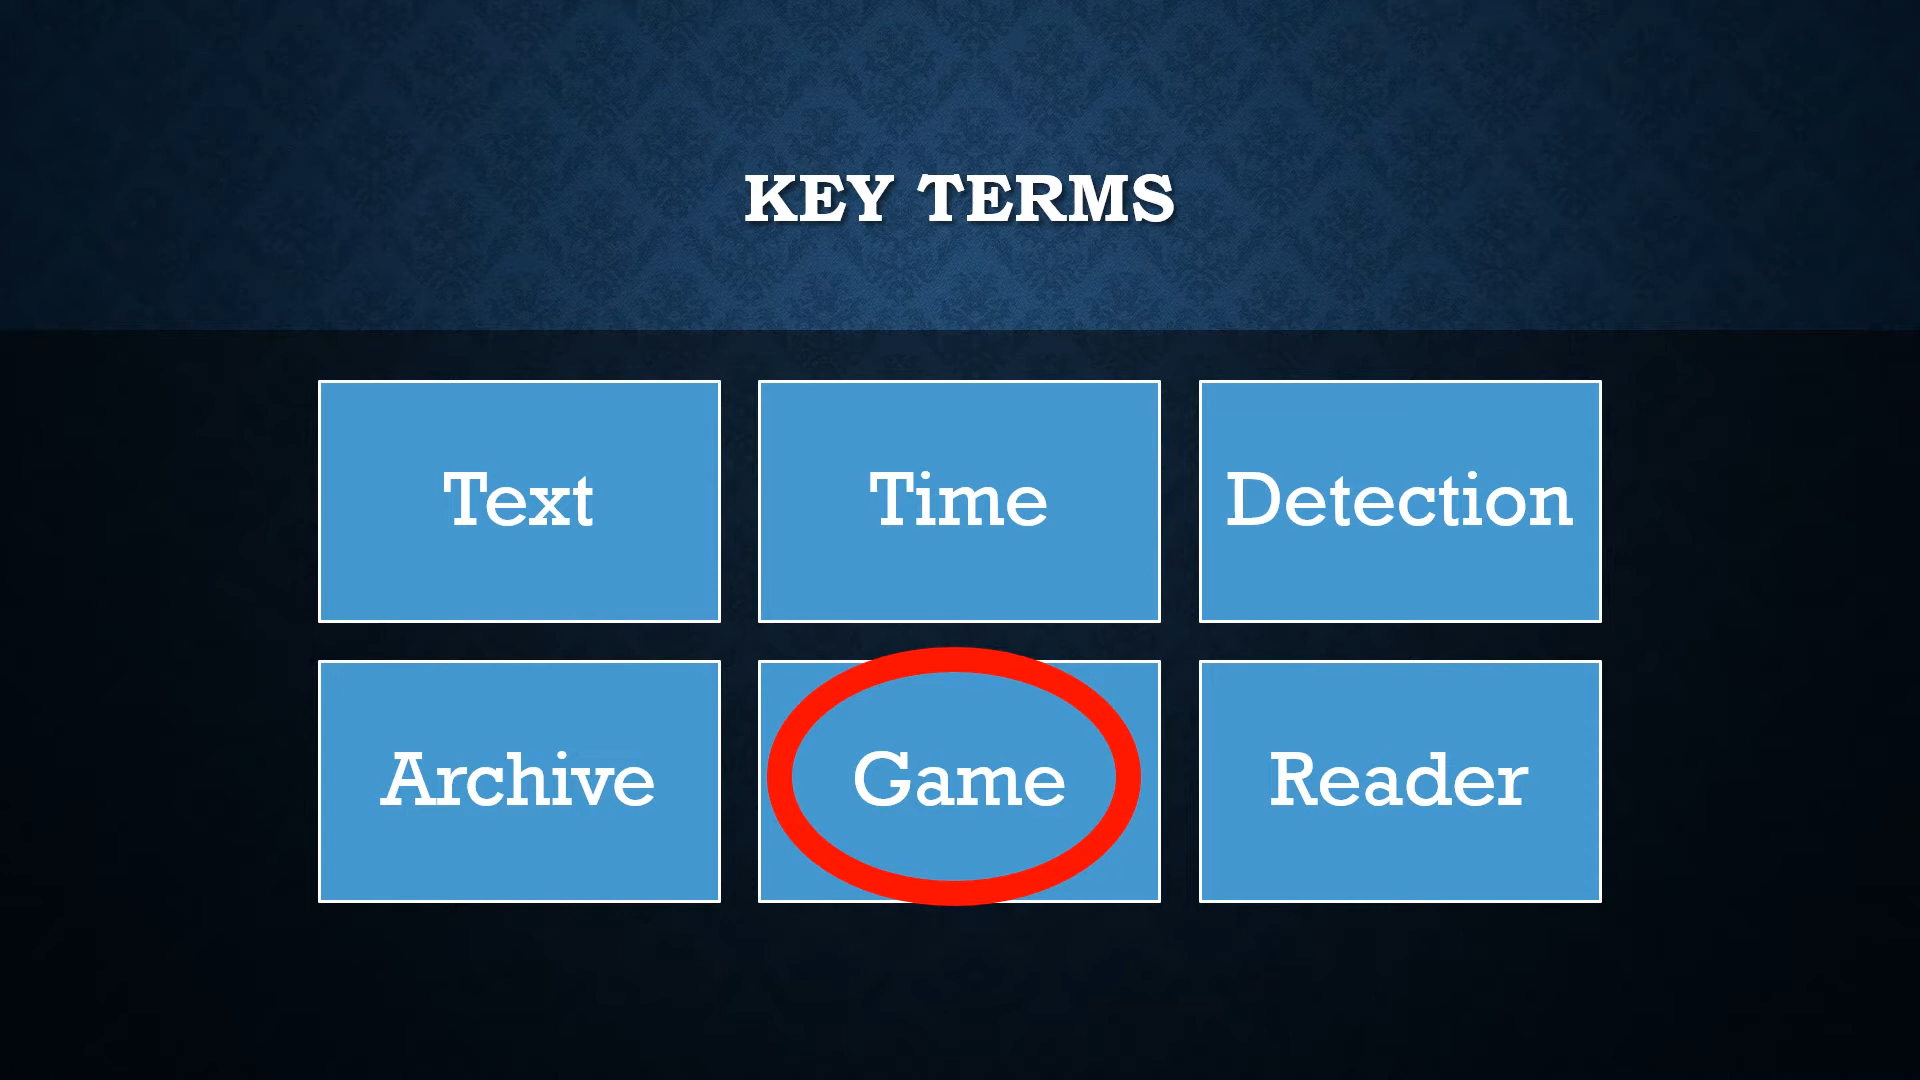 KEY TERMS
Text
Time
Detection
Archive
Game
Reader